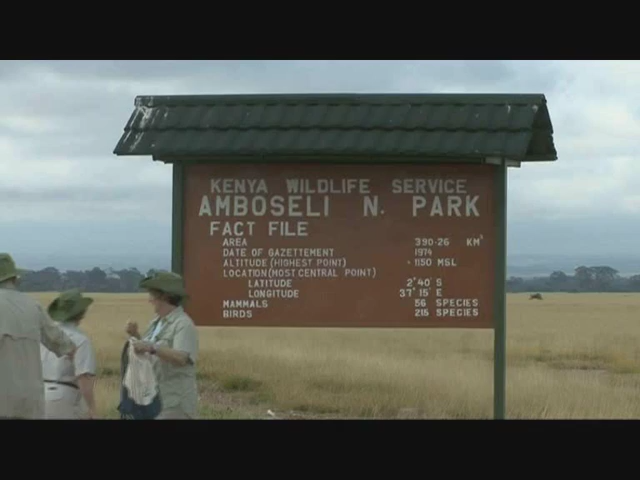 KENYA WILDLIFE SERVICE
AMBOSELI N. PARK
FACT FILE
AREA 390·26 KM²
DATE OF GAZETTEMENT 1974
ALTITUDE (HIGHEST POINT) 1150 MSL
LOCATION (MOST CENTRAL POINT)
LATITUDE 2°40´ S
LONGITUDE 37°15´ E
MAMMALS 56 SPECIES
BIRDS 215 SPECIES